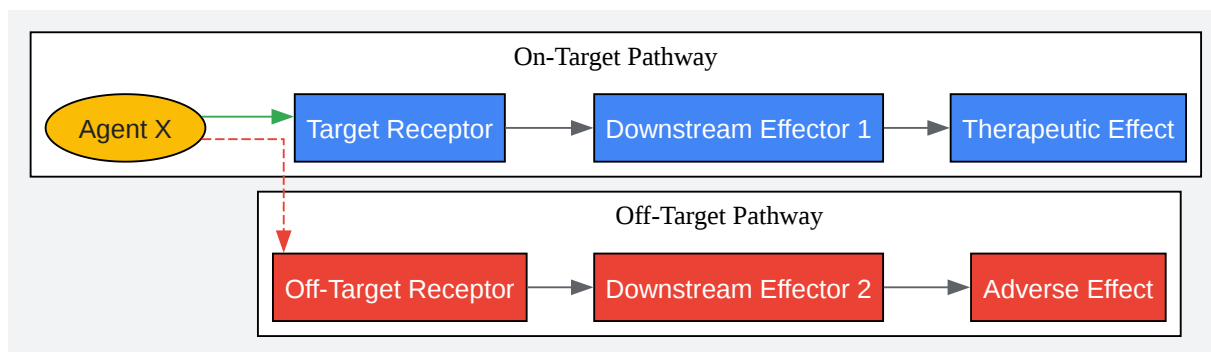 On-Target Pathway
Agent X
Target Receptor
Downstream Effector 1
Therapeutic Effect
Off-Target Pathway
Off-Target Receptor
Downstream Effector 2
Adverse Effect